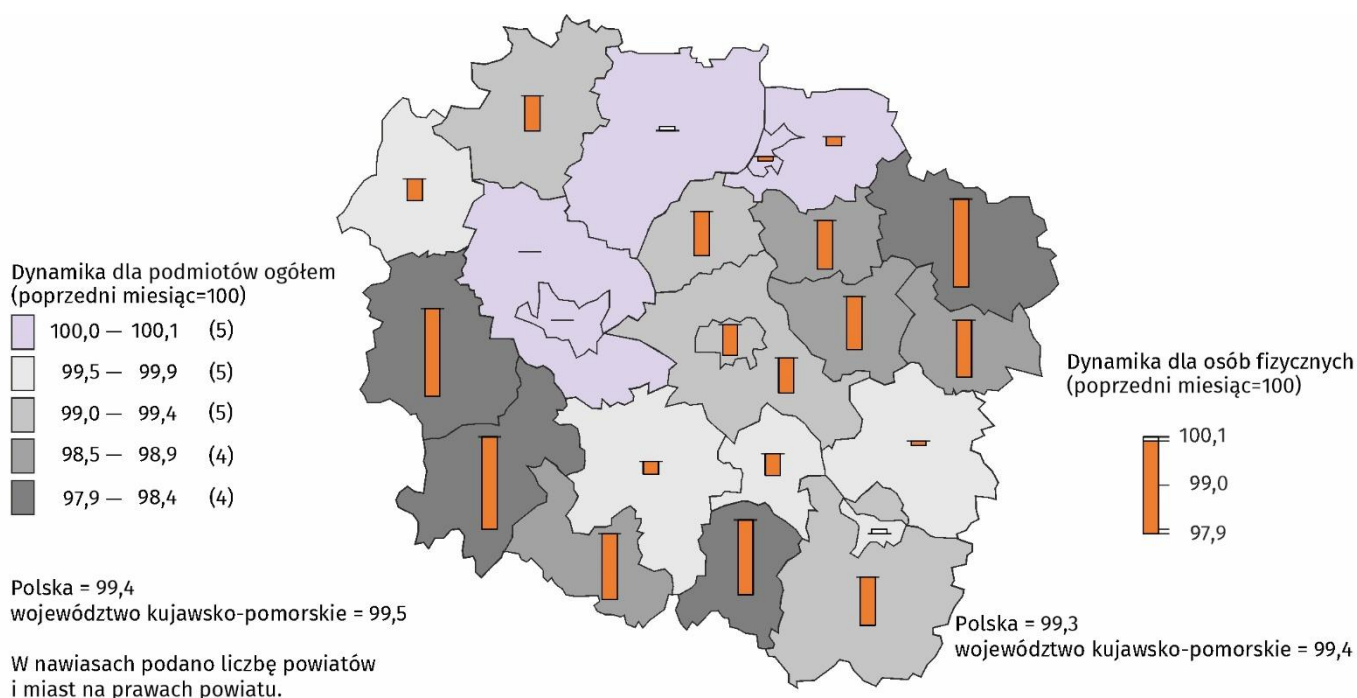 Dynamika dla podmiotów ogółem
(poprzedni miesiąc=100)
100,0 — 100,1 (5)
99,5 — 99,9 (5)
99,0 — 99,4 (5)
98,5 — 98,9 (4)
97,9 — 98,4 (4)
Polska = 99,4
województwo kujawsko-pomorskie = 99,5
W nawiasach podano liczbę powiatów
i miast na prawach powiatu.
Dynamika dla osób fizycznych
(poprzedni miesiąc=100)
100,1
99,0
97,9
Polska = 99,3
województwo kujawsko-pomorskie = 99,4